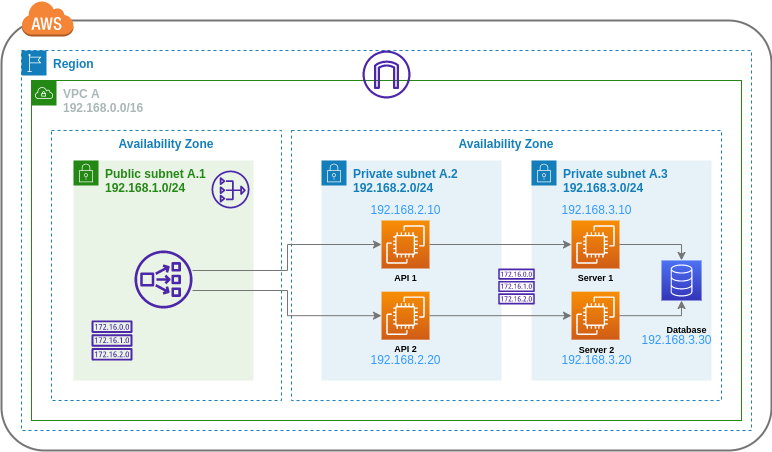 AWS
Region
VPC A
192.168.0.0/16
Availability Zone
Availability Zone
Public subnet A.1
192.168.1.0/24
Private subnet A.2
192.168.2.0/24
Private subnet A.3
192.168.3.0/24
192.168.2.10
192.168.3.10
API 1
Server 1
172.16.0.0
172.16.1.0
172.16.2.0
172.16.0.0
172.16.1.0
172.16.2.0
Database
192.168.3.30
API 2
192.168.2.20
Server 2
192.168.3.20